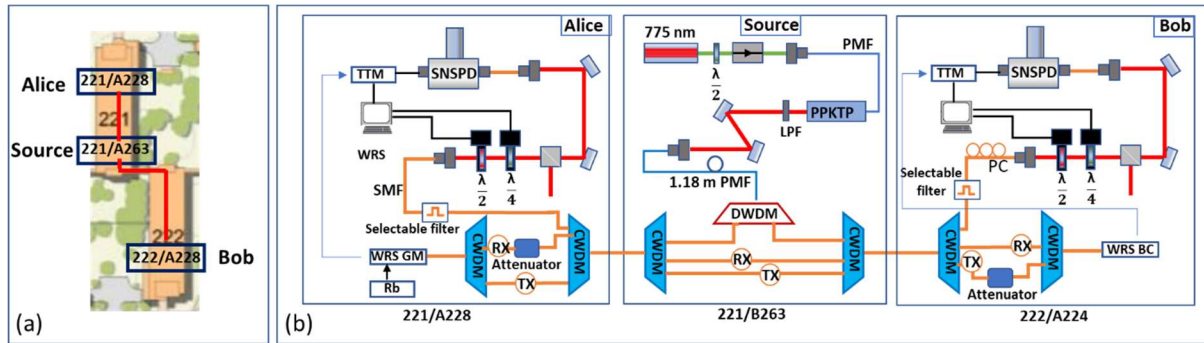 Alice
221/A228
221
Source
221/A263
222
222/A228
Bob
(a)
(b)
Alice
TTM
SNSPD
WRS
λ
2
λ
4
SMF
Selectable filter
WRS GM
Rb
CWDM
RX
Attenuator
TX
CWDM
221/A228
Source
775 nm
λ
2
PMF
PPKTP
LPF
1.18 m PMF
DWDM
CWDM
RX
TX
CWDM
221/B263
Bob
TTM
SNSPD
Selectable
filter
PC
λ
2
λ
4
CWDM
RX
TX
Attenuator
CWDM
WRS BC
222/A224